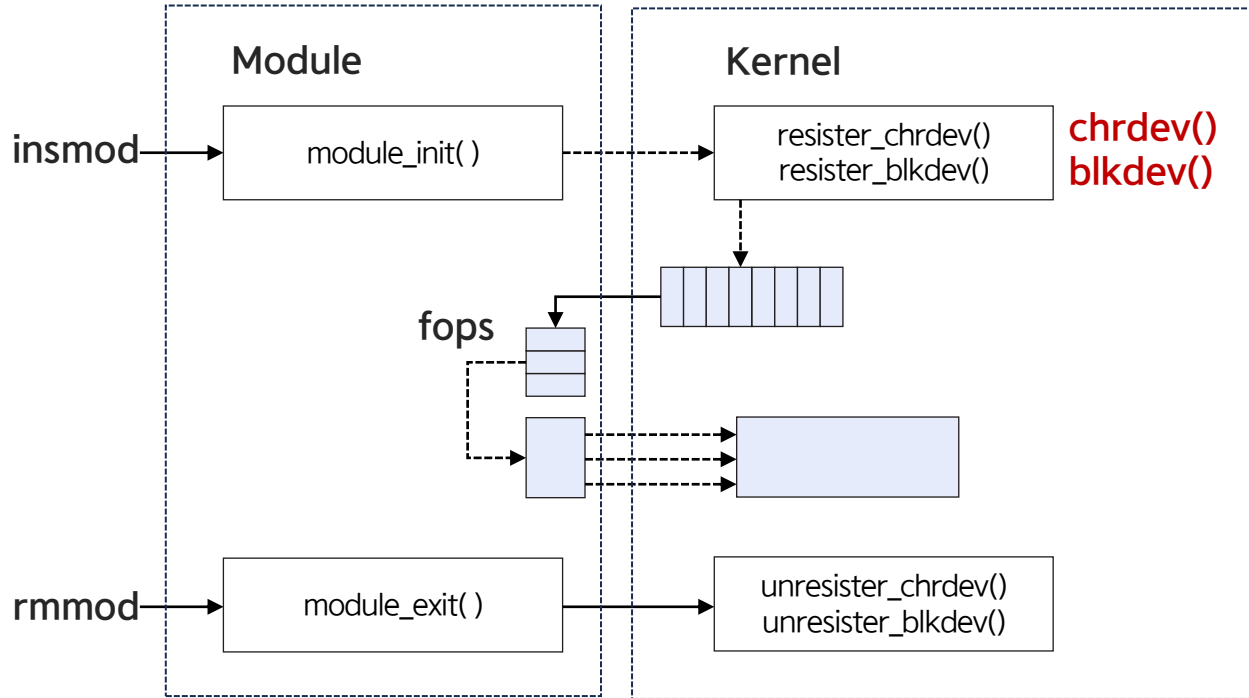 Module
Kernel
insmod
module_init( )
resister_chrdev()
resister_blkdev()
chrdev()
blkdev()
fops
rmmod
module_exit( )
unresister_chrdev()
unresister_blkdev()